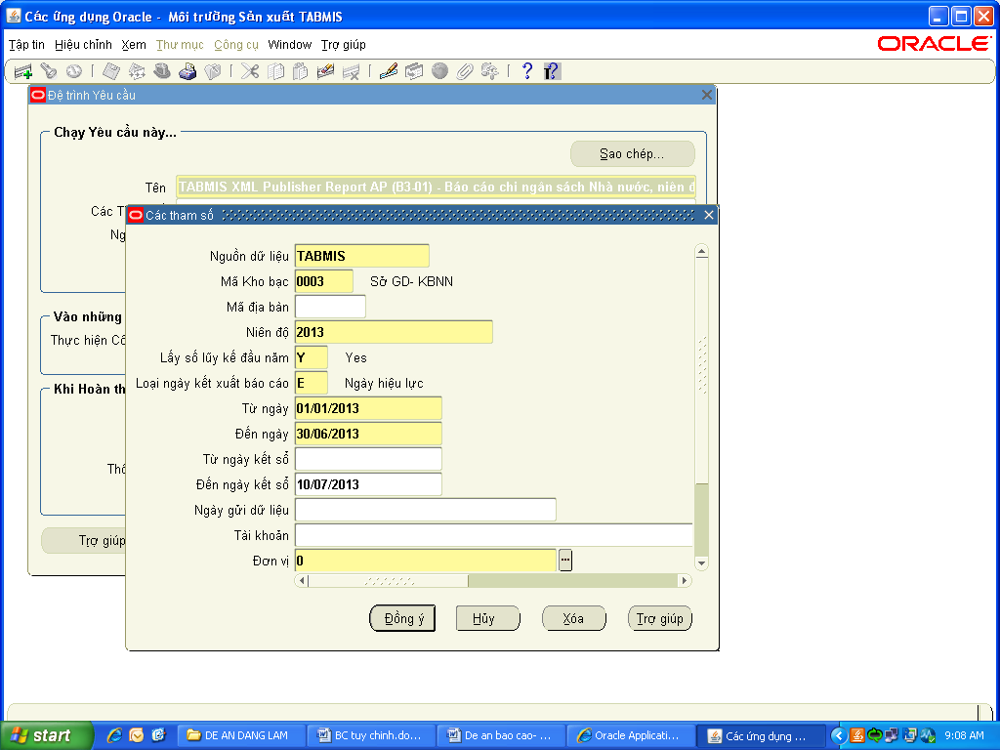 Các ứng dụng Oracle - Môi trường Sản xuất TABMIS
Tập tin Hiệu chỉnh Xem Thư mục Công cụ Window Trợ giúp
ORACLE
Đệ trình Yêu cầu
Chạy Yêu cầu này...
Sao chép...
Tên TABMIS XML Publisher Report AP (B3-01) - Báo cáo chi ngân sách Nhà nước, niên đ
Các T
Các tham số
Ng
Nguồn dữ liệu TABMIS
Mã Kho bạc 0003 Sở GD- KBNN
Mã địa bàn
Vào những
Niên độ 2013
Thực hiện Cô
Lấy số lũy kế đầu năm Y Yes
Loại ngày kết xuất báo cáo E Ngày hiệu lực
Khi Hoàn th
Từ ngày 01/01/2013
Đến ngày 30/06/2013
Từ ngày kết sổ
Thô
Đến ngày kết sổ 10/07/2013
Ngày gửi dữ liệu
Tài khoản
Trợ giúp
Đơn vị 0 ...
Đồng ý Hủy Xóa Trợ giúp
start DE AN DANG LAM BC tuy chinh.do... De an bao cao- ... Oracle Applicati... Các ứng dụng ... 9:08 AM